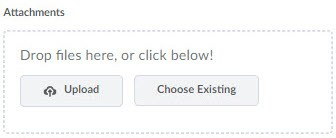 Attachments
Drop files here, or click below!
Upload
Choose Existing